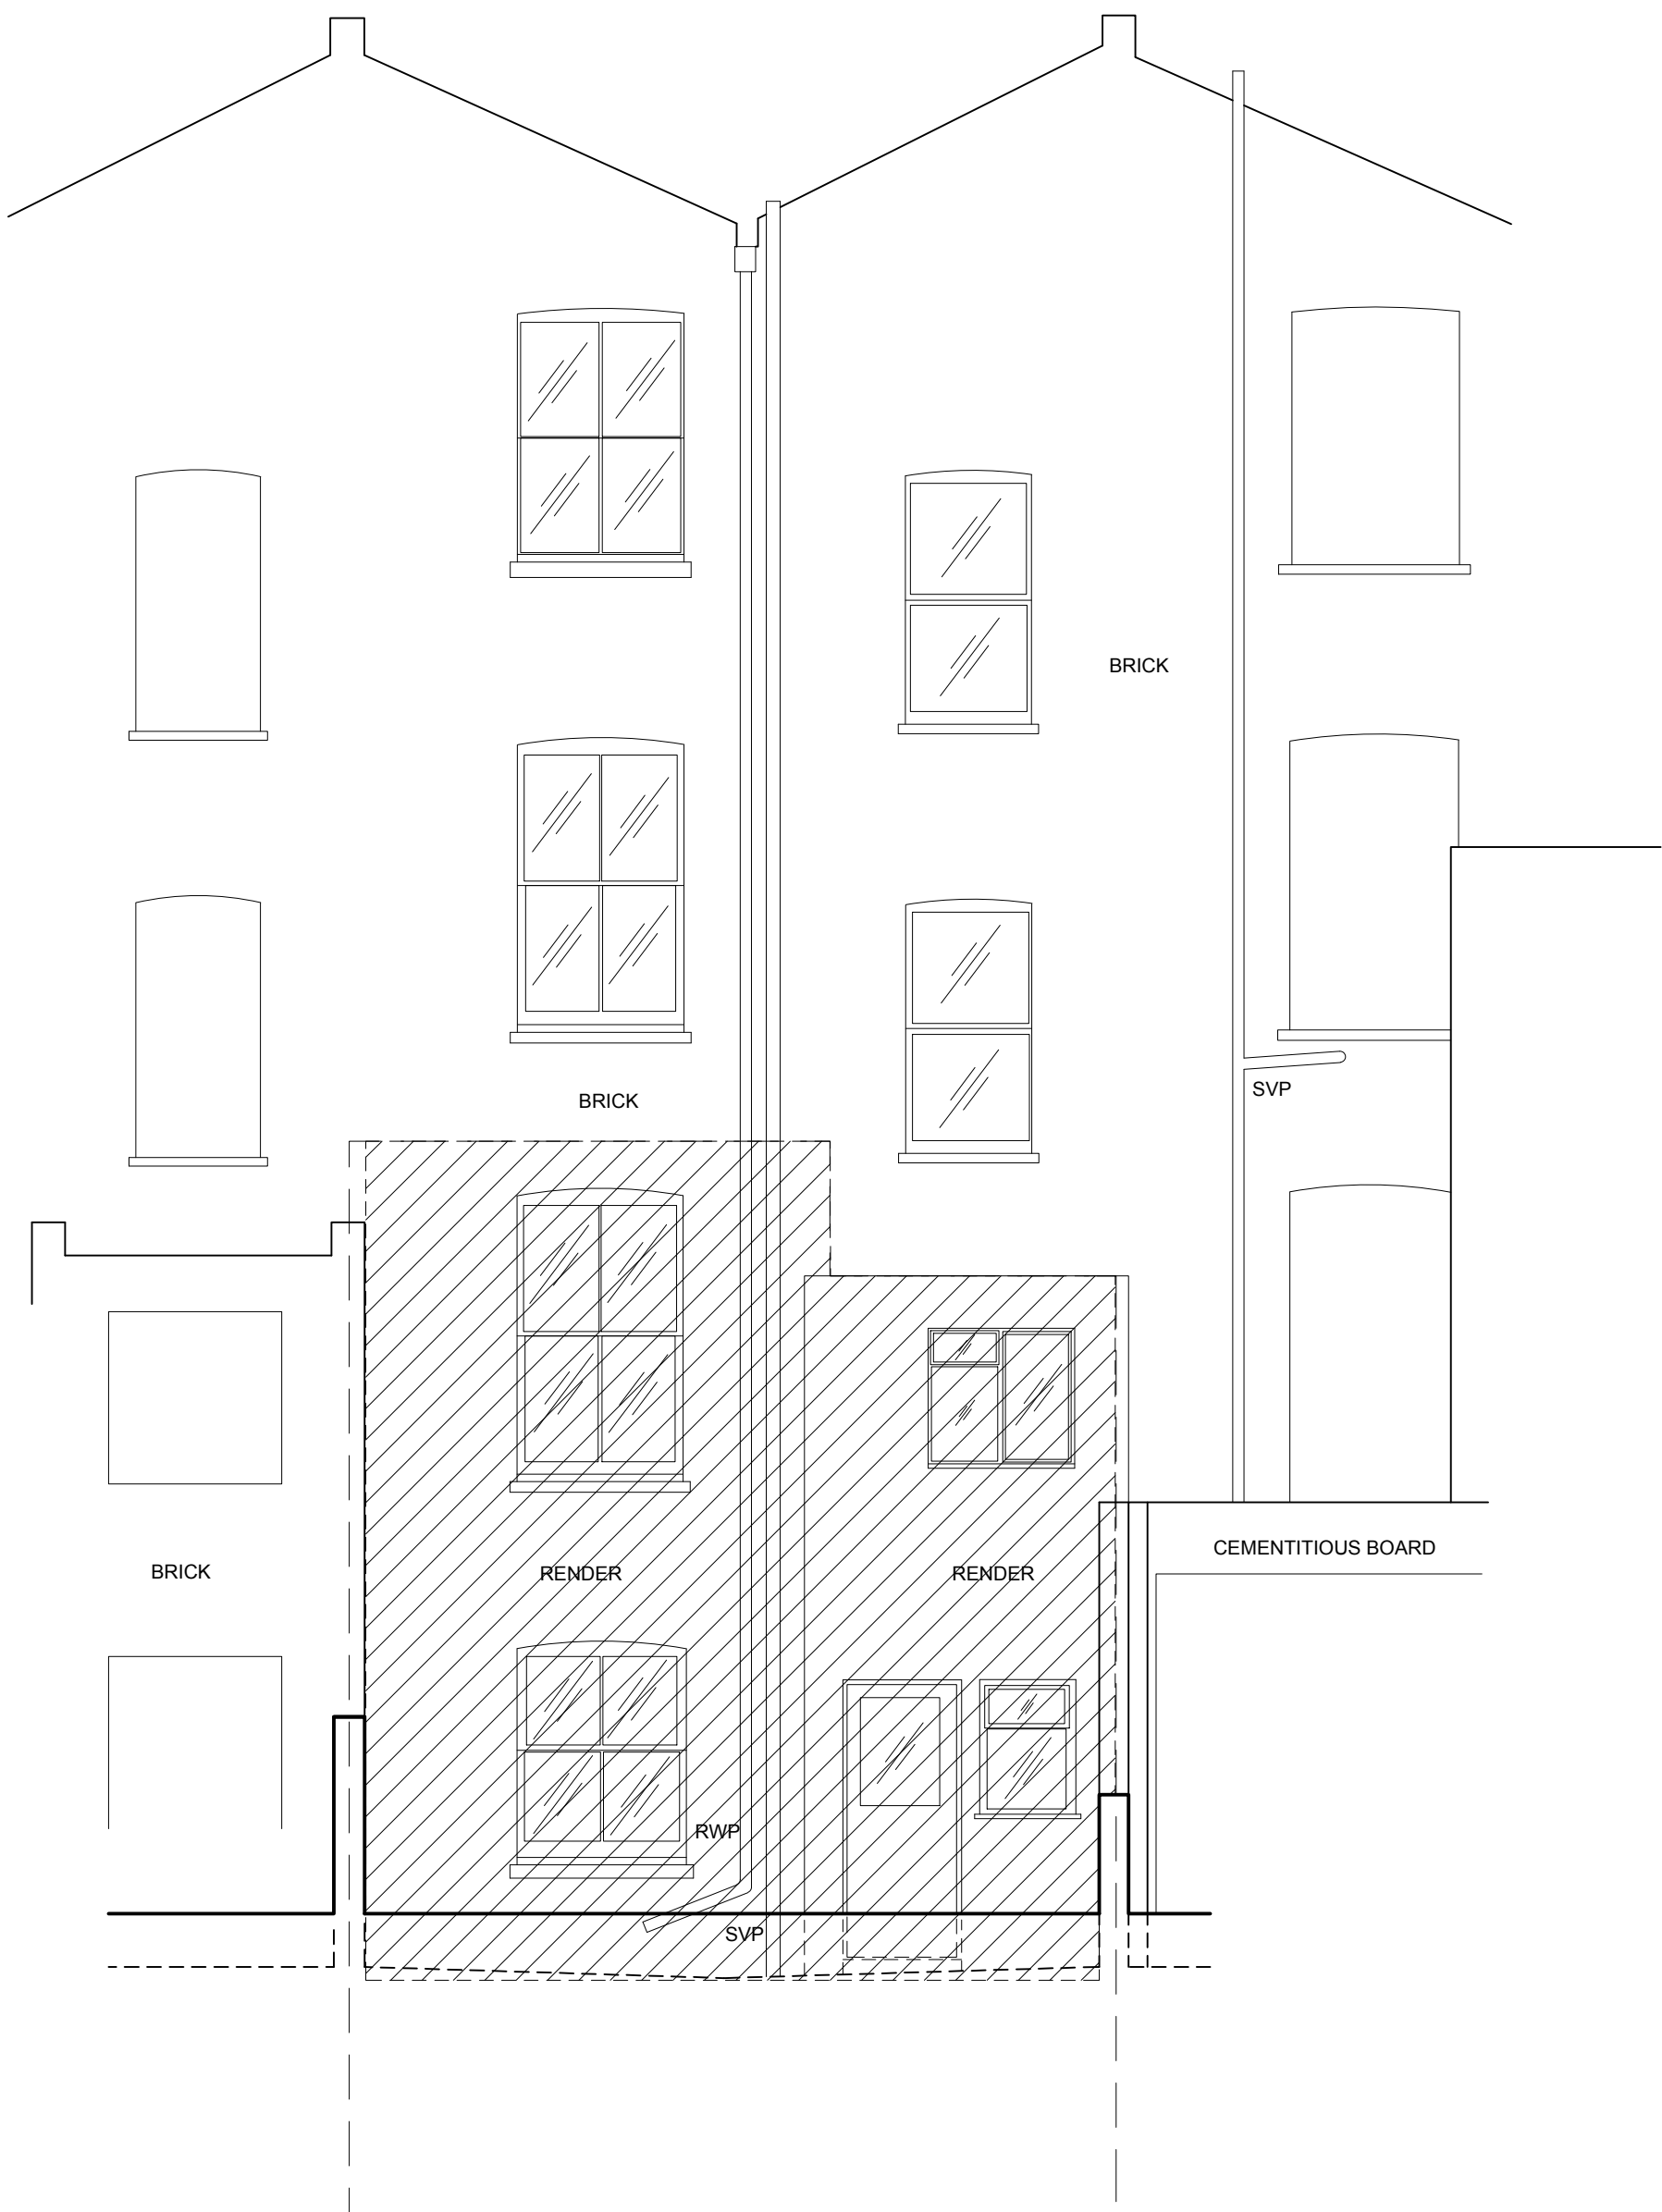 BRICK
SVP
BRICK
CEMENTITIOUS BOARD
BRICK
RENDER
RENDER
RWP
SVP